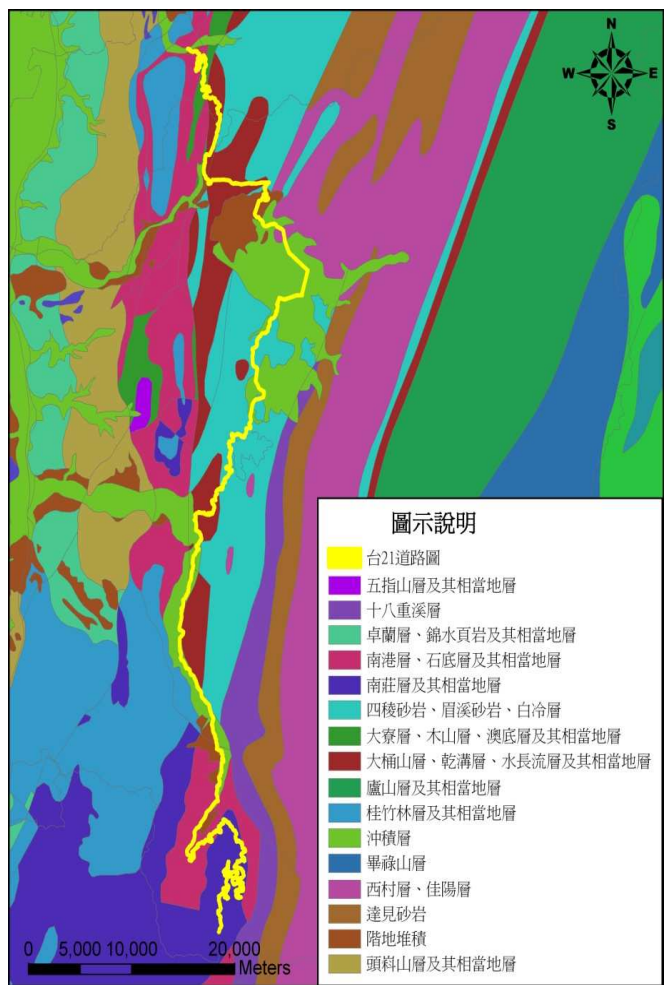 N
W E
S
圖示說明
台21道路圖
五指山層及其相當地層
十八重溪層
卓蘭層、錦水頁岩及其相當地層
南港層、石底層及其相當地層
南莊層及其相當地層
四稜砂岩、眉溪砂岩、白冷層
大寮層、木山層、澳底層及其相當地層
大桶山層、乾溝層、水長流層及其相當地層
廬山層及其相當地層
桂竹林層及其相當地層
沖積層
畢祿山層
西村層、佳陽層
達見砂岩
階地堆積
頭嵙山層及其相當地層
0 5,000 10,000 20,000
Meters